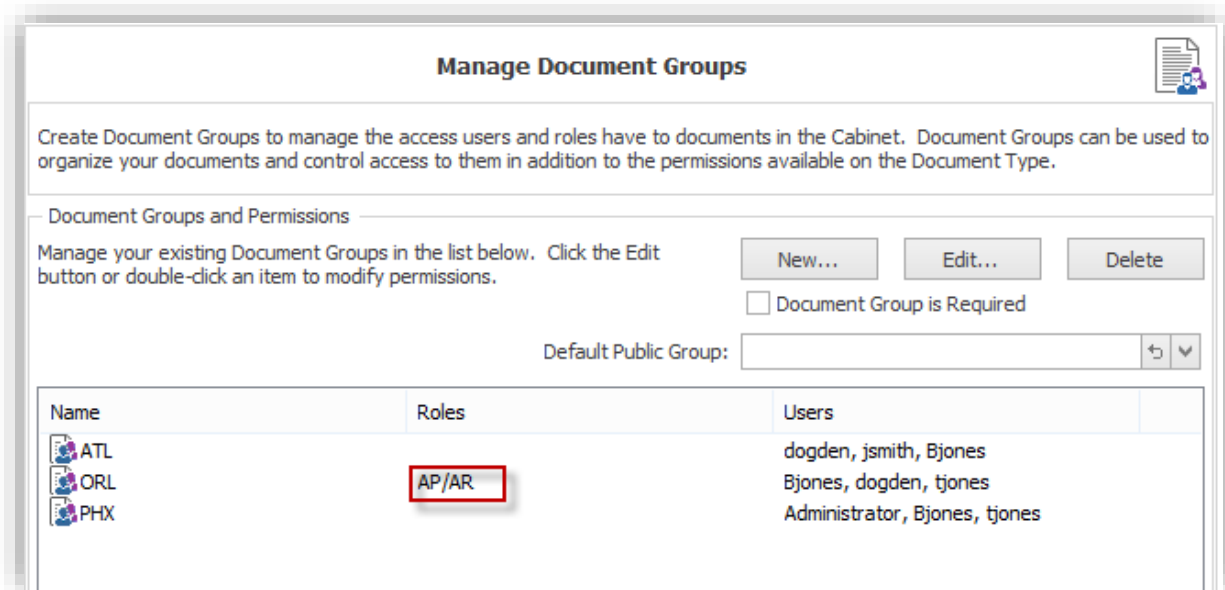 Manage Document Groups
Create Document Groups to manage the access users and roles have to documents in the Cabinet.  Document Groups can be used to
organize your documents and control access to them in addition to the permissions available on the Document Type.
Document Groups and Permissions
Manage your existing Document Groups in the list below.  Click the Edit
button or double-click an item to modify permissions.
New... Edit... Delete
Document Group is Required
Default Public Group:
Name Roles Users
ATL dogden, jsmith, Bjones
ORL AP/AR Bjones, dogden, tjones
PHX Administrator, Bjones, tjones